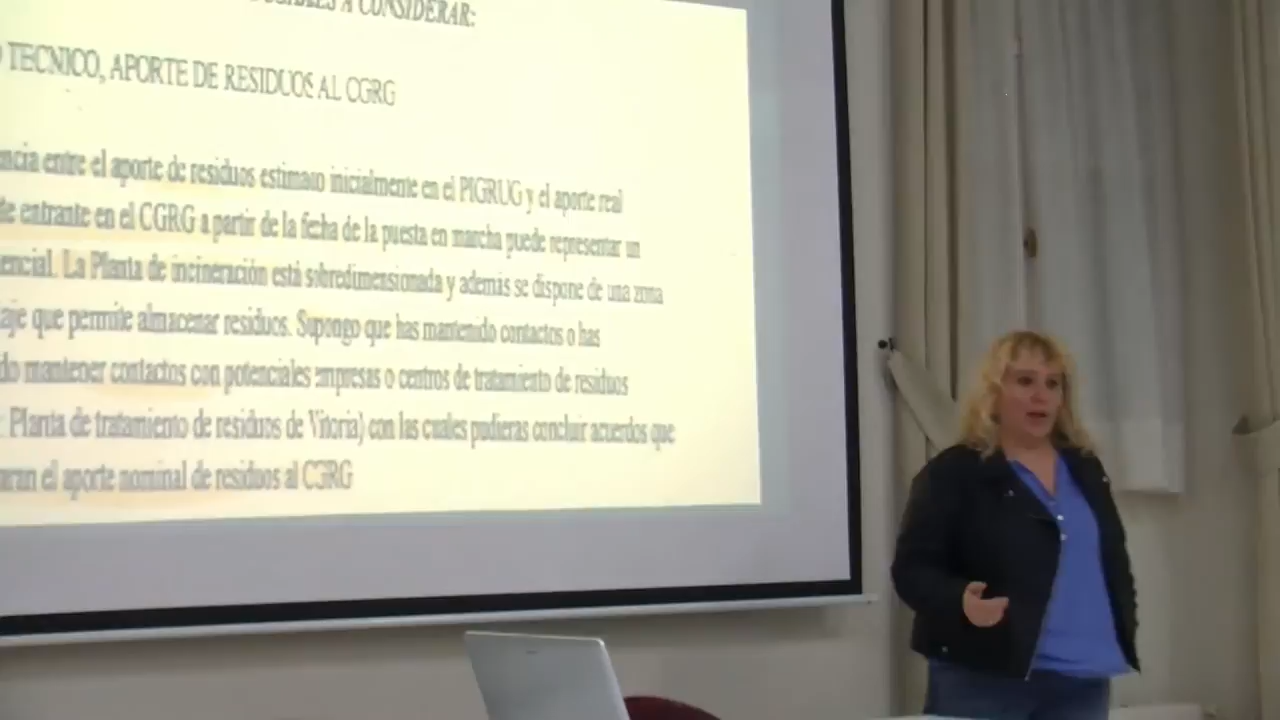 A CONSIDERAR:
TECNICO, APORTE DE RESIDUOS AL CGRG
ncia entre el aporte de residuos estimado inicialmente en el PIGRUG y el aporte real
te entrante en el CGRG a partir de la fecha de la puesta en marcha puede representar un
encial. La Planta de incineración está sobredimensionada y además se dispone de una zona
aje que permite almacenar residuos. Supongo que has mantenido contactos o has
do mantener contactos con potenciales empresas o centros de tratamiento de residuos
: Planta de tratamiento de residuos de Vitoria) con las cuales pudieras concluir acuerdos que
aran el aporte nominal de residuos al CGRG